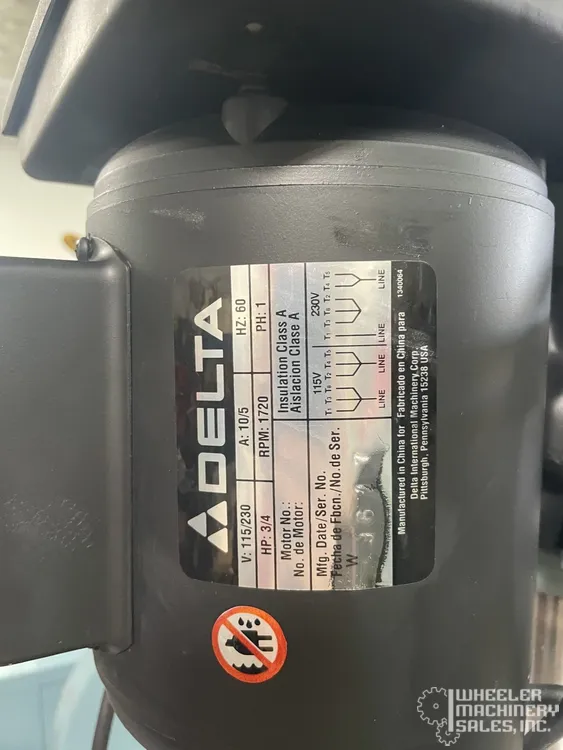 DELTA
V: 115/230 A: 10/5 HZ: 60
HP: 3/4 RPM: 1720 PH: 1
Motor No.:
No. de Motor:
Insulation Class A
Aislacion Clase A
Mfg. Date/Ser. No.
Fecha de Fbcn./No. de Ser.
W
115V 230V
LINE LINE LINE LINE
Manufactured in China for Fabricado en China para
Delta International Machinery Corp.
Pittsburgh, Pennsylvania 15238 USA
1340064
WHEELER
MACHINERY
SALES, INC.